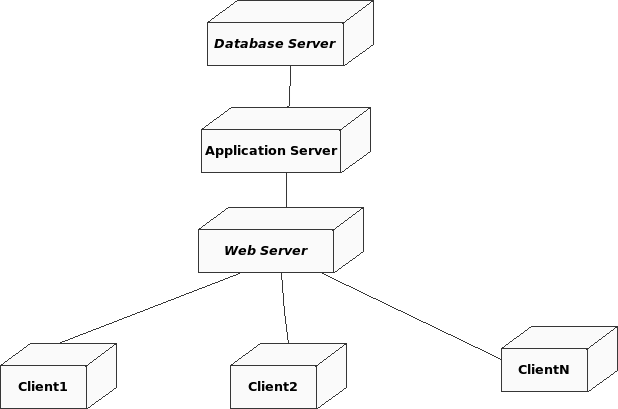 Database Server
Application Server
Web Server
Client1
Client2
ClientN